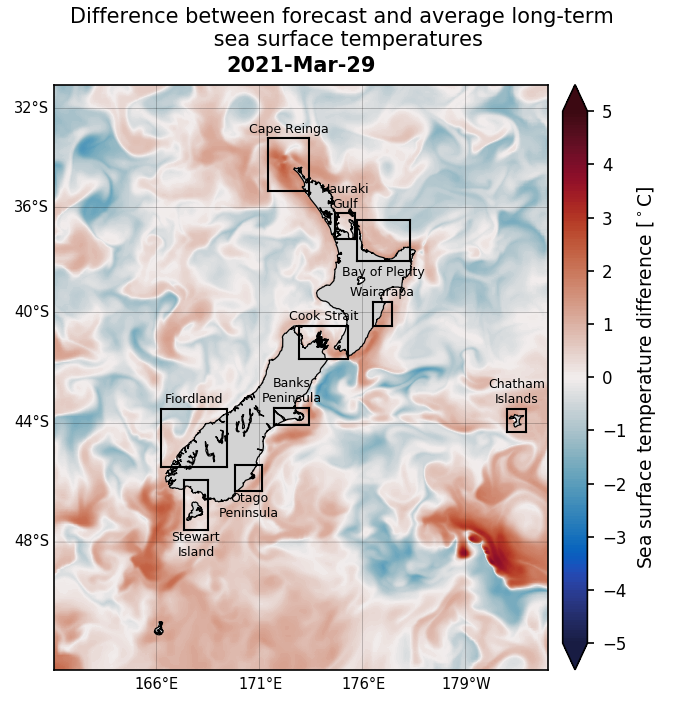 Difference between forecast and average long-term
sea surface temperatures
2021-Mar-29
32°S
36°S
40°S
44°S
48°S
166°E
171°E
176°E
179°W
Cape Reinga
Hauraki
Gulf
Bay of Plenty
Wairarapa
Cook Strait
Banks
Peninsula
Fiordland
Chatham
Islands
Otago
Peninsula
Stewart
Island
5
4
3
2
1
0
−1
−2
−3
−4
−5
Sea surface temperature difference [°C]